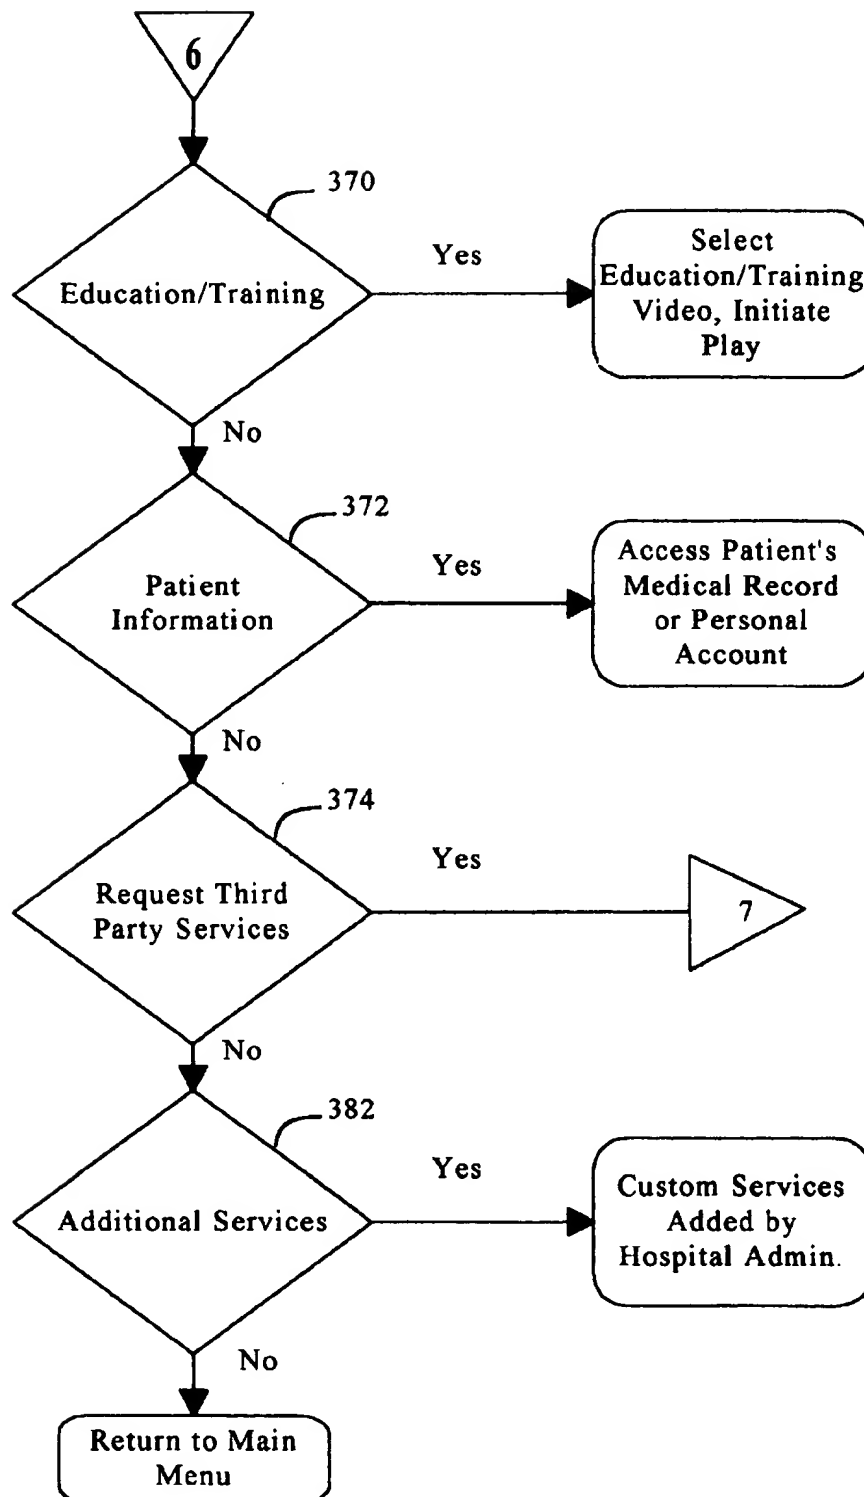 6
370
Education/Training
Yes
Select
Education/Training
Video, Initiate
Play
No
372
Patient
Information
Yes
Access Patient's
Medical Record
or Personal
Account
No
374
Request Third
Party Services
Yes
7
No
382
Additional Services
Yes
Custom Services
Added by
Hospital Admin.
No
Return to Main
Menu